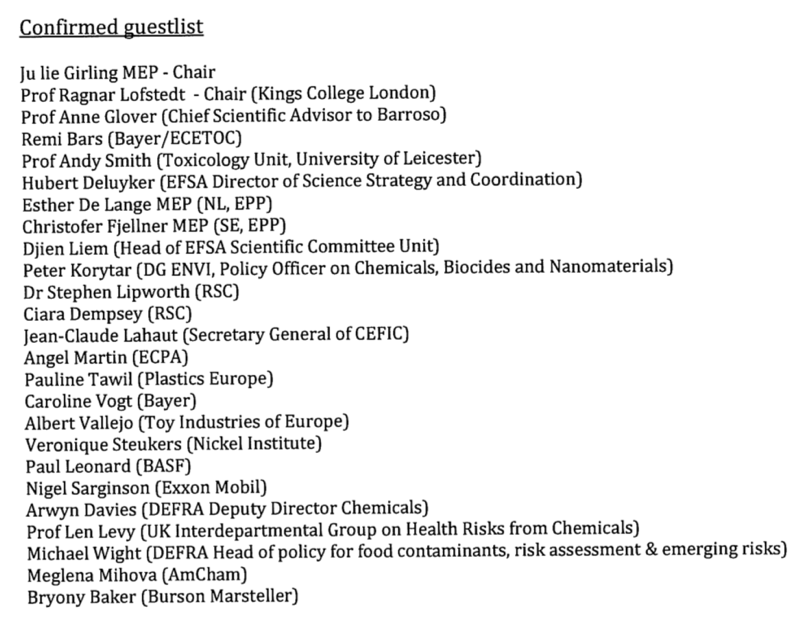 Confirmed guestlist
Ju lie Girling MEP - Chair
Prof Ragnar Lofstedt - Chair (Kings College London)
Prof Anne Glover (Chief Scientific Advisor to Barroso)
Remi Bars (Bayer/ECETOC)
Prof Andy Smith (Toxicology Unit, University of Leicester)
Hubert Deluyker (EFSA Director of Science Strategy and Coordination)
Esther De Lange MEP (NL, EPP)
Christofer Fjellner MEP (SE, EPP)
Djien Liem (Head of EFSA Scientific Committee Unit)
Peter Korytar (DG ENVI, Policy Officer on Chemicals, Biocides and Nanomaterials)
Dr Stephen Lipworth (RSC)
Ciara Dempsey (RSC)
Jean-Claude Lahaut (Secretary General of CEFIC)
Angel Martin (ECPA)
Pauline Tawil (Plastics Europe)
Caroline Vogt (Bayer)
Albert Vallejo (Toy Industries of Europe)
Veronique Steukers (Nickel Institute)
Paul Leonard (BASF)
Nigel Sarginson (Exxon Mobil)
Arwyn Davies (DEFRA Deputy Director Chemicals)
Prof Len Levy (UK Interdepartmental Group on Health Risks from Chemicals)
Michael Wight (DEFRA Head of policy for food contaminants, risk assessment & emerging risks)
Meglena Mihova (AmCham)
Bryony Baker (Burson Marsteller)